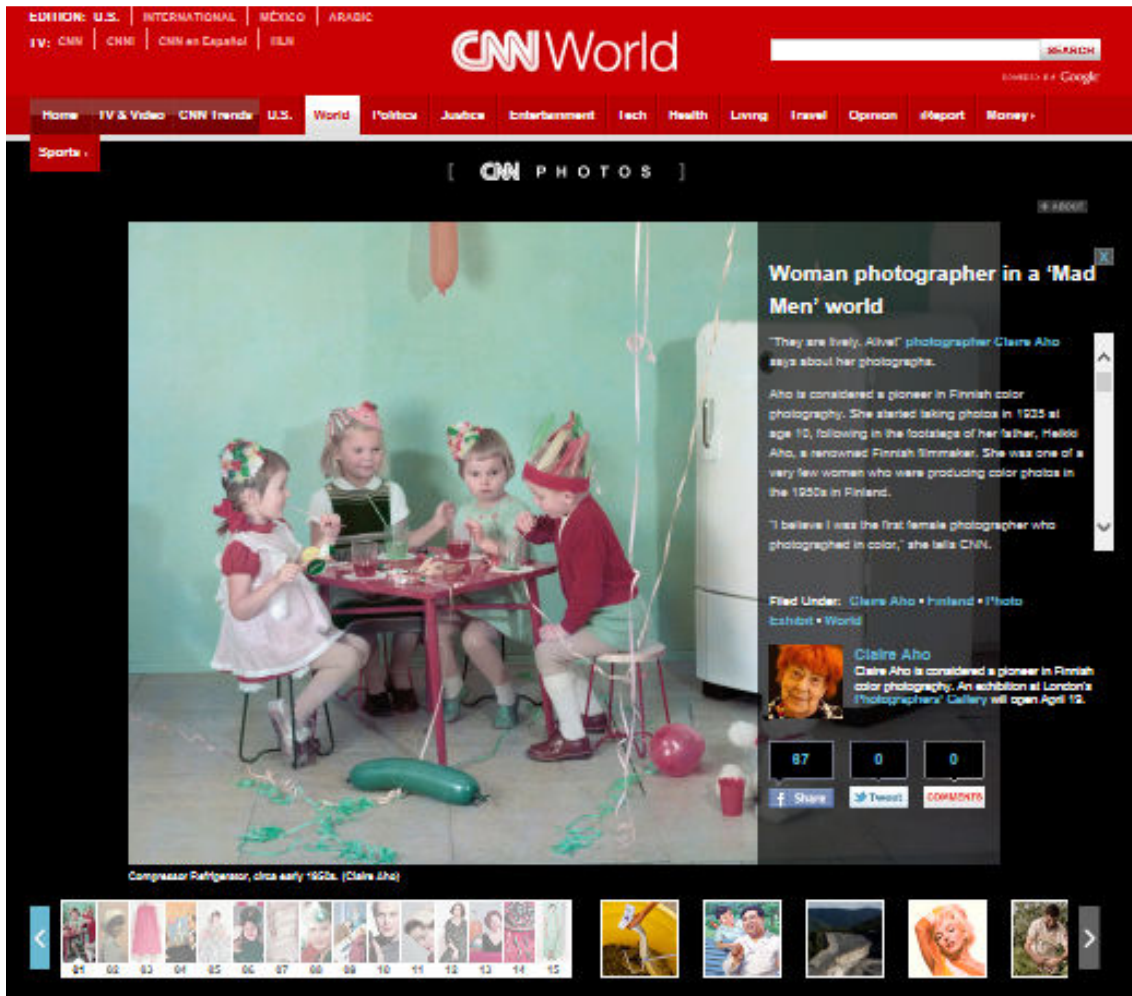 EDITION: U.S. INTERNATIONAL MÉXICO ARABIC
TV: CNN CNNi CNN en Español HLN
CNN World
SEARCH
POWERED BY Google
Home TV & Video CNN Trends U.S. World Politics Justice Entertainment Tech Health Living Travel Opinion iReport Money ›
Sports ›
[ CNN PHOTOS ]
+ ABOUT
X
Woman photographer in a ‘Mad
Men’ world
"They are lively. Alive!" photographer Claire Aho
says about her photographs.
Aho is considered a pioneer in Finnish color
photography. She started taking photos in 1935 at
age 10, following in the footsteps of her father, Heikki
Aho, a renowned Finnish filmmaker. She was one of a
very few women who were producing color photos in
the 1950s in Finland.
"I believe I was the first female photographer who
photographed in color," she tells CNN.
Filed Under: Claire Aho • Finland • Photo
Exhibit • World
Claire Aho
Claire Aho is considered a pioneer in Finnish
color photography. An exhibition at London's
Photographers' Gallery will open April 19.
67 0 0
f Share Tweet COMMENTS
Compressor Refrigerator, circa early 1950s. (Claire Aho)
01 02 03 04 05 06 07 08 09 10 11 12 13 14 15